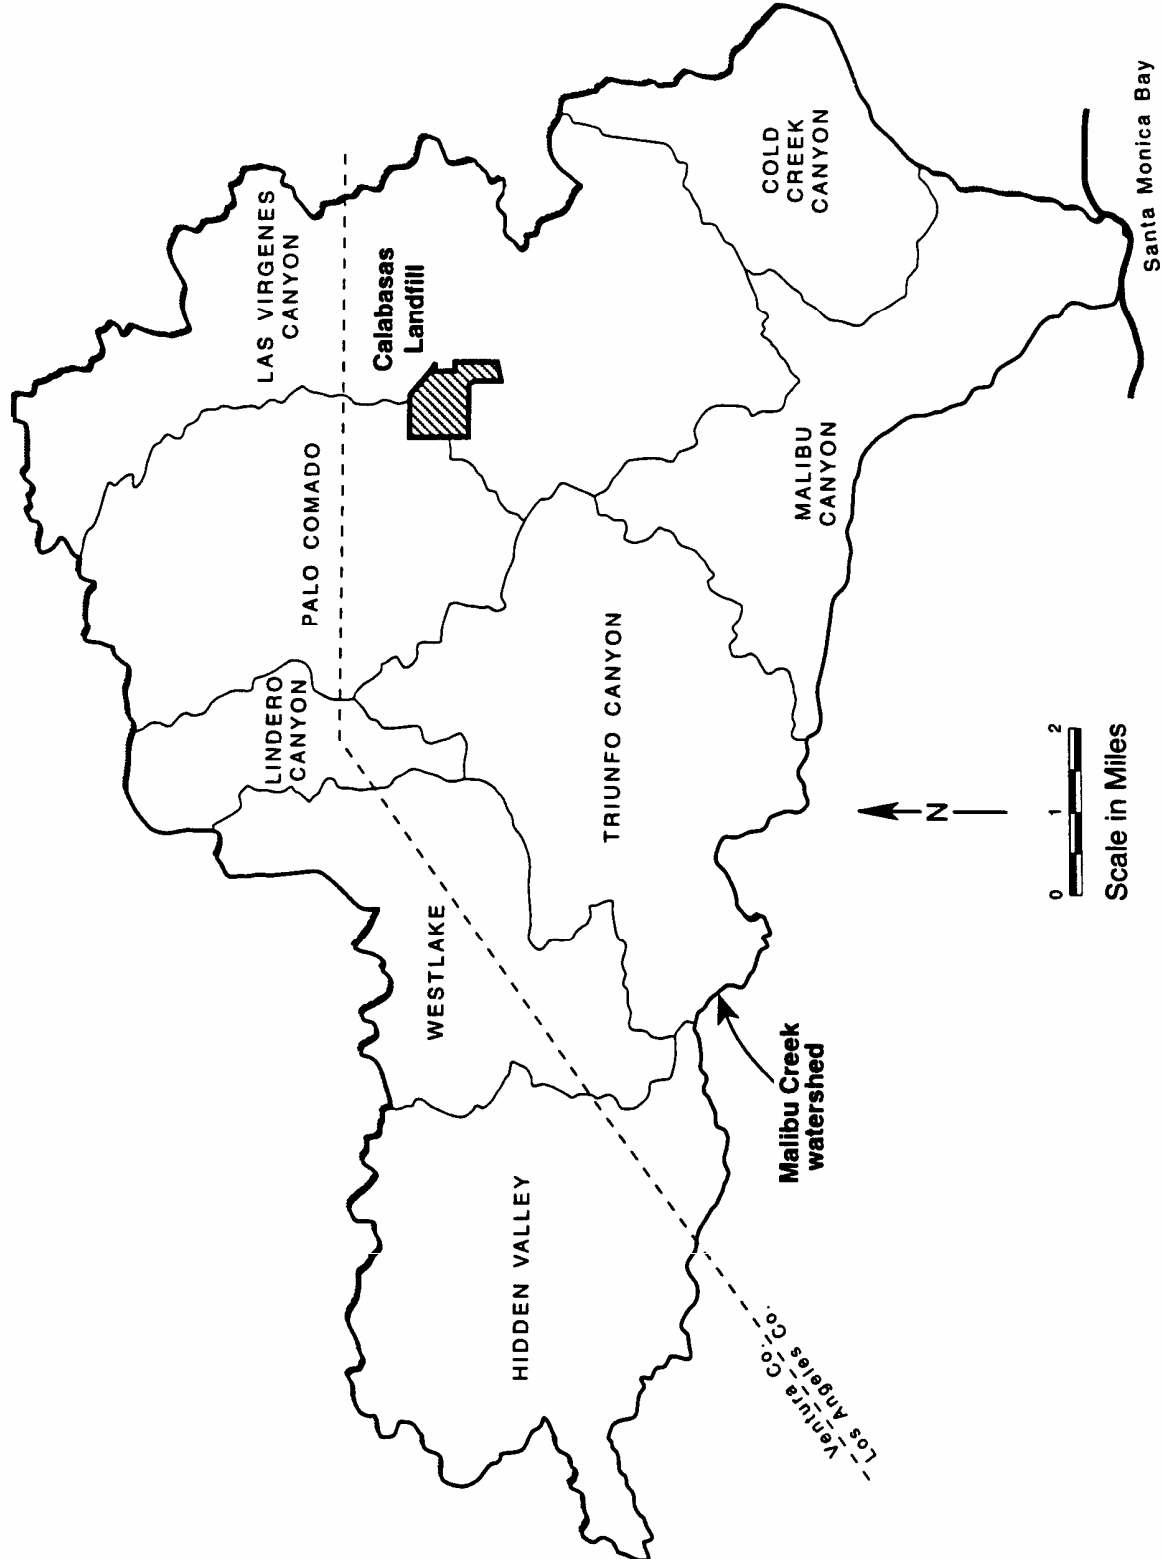 LAS VIRGENES
CANYON
Calabasas
Landfill
PALO COMADO
LINDERO
CANYON
COLD
CREEK
CANYON
MALIBU
CANYON
TRIUNFO CANYON
WESTLAKE
HIDDEN VALLEY
Malibu Creek
watershed
Ventura Co.
Los Angeles Co.
Santa Monica Bay
N
0 1 2
Scale in Miles